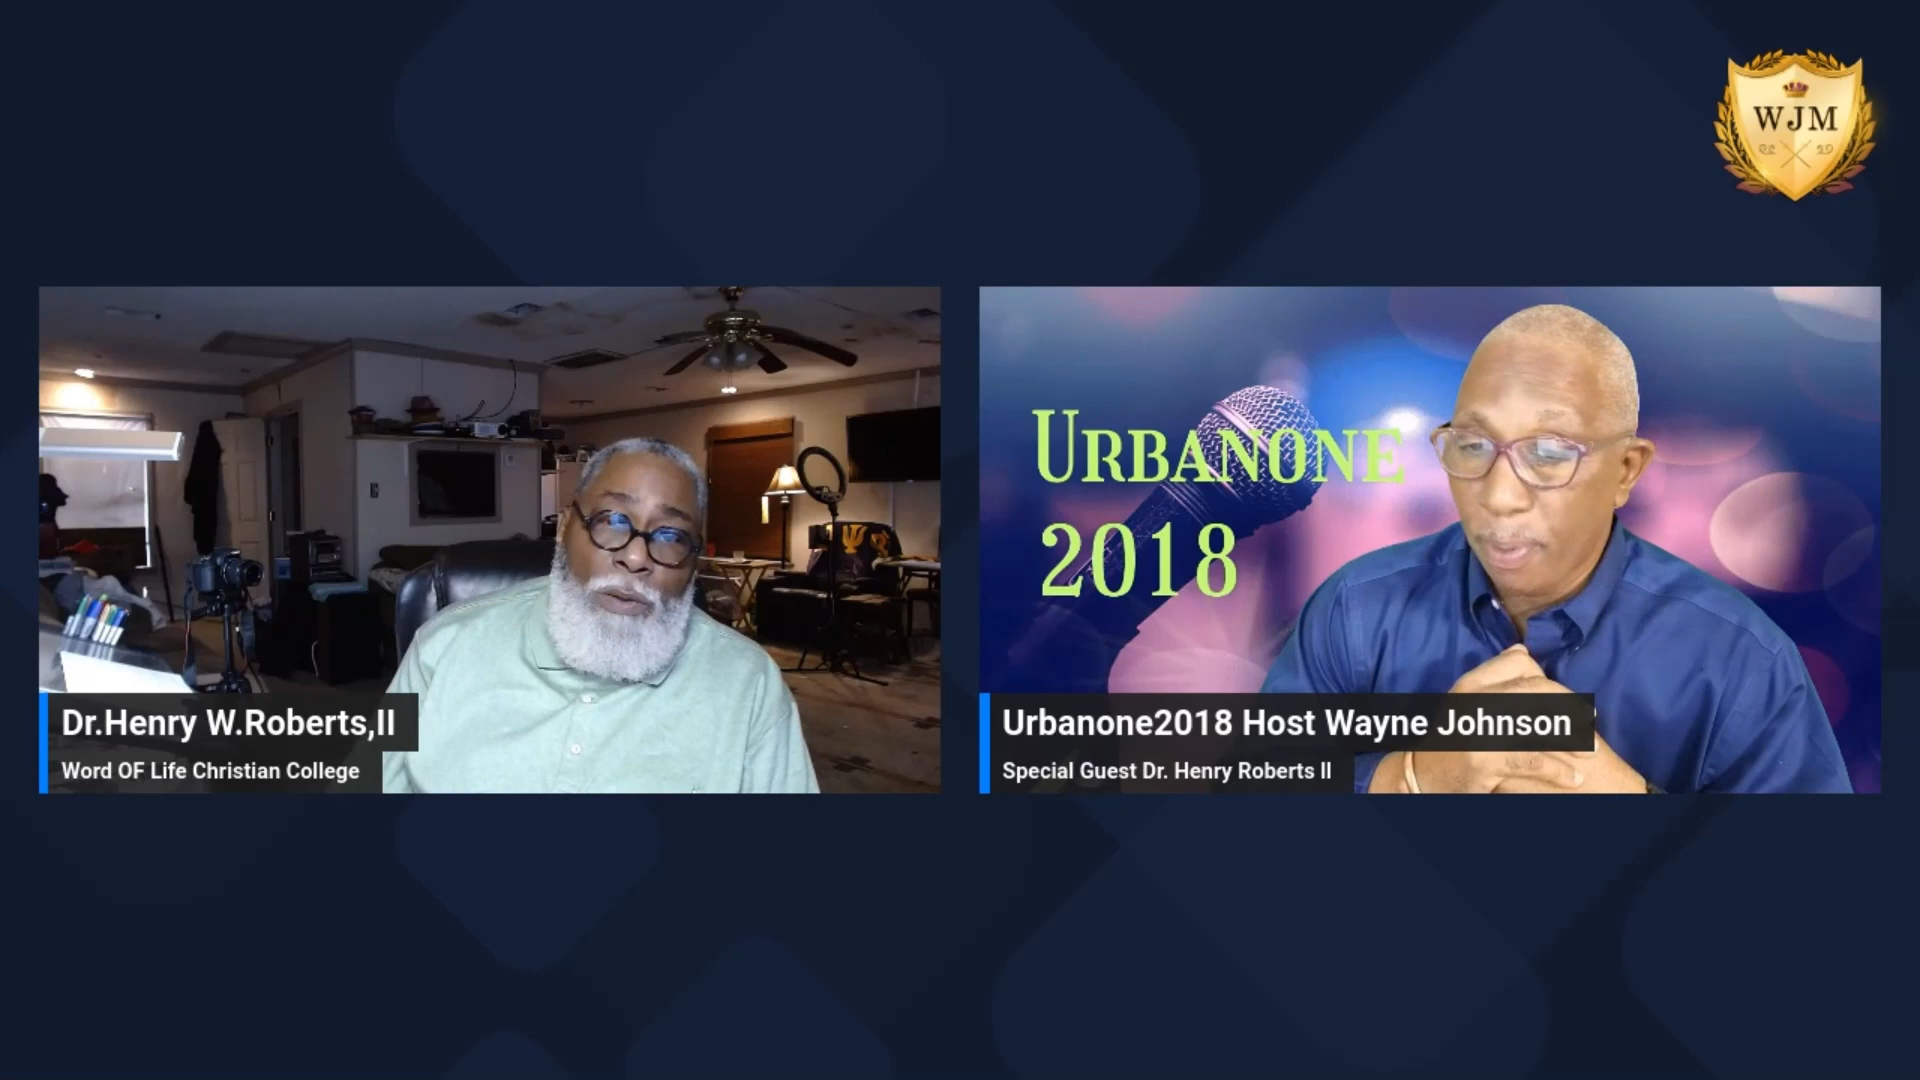 WJM
URBANONE
2018
Dr.Henry W.Roberts,II
Word OF Life Christian College
Urbanone2018 Host Wayne Johnson
Special Guest Dr. Henry Roberts II